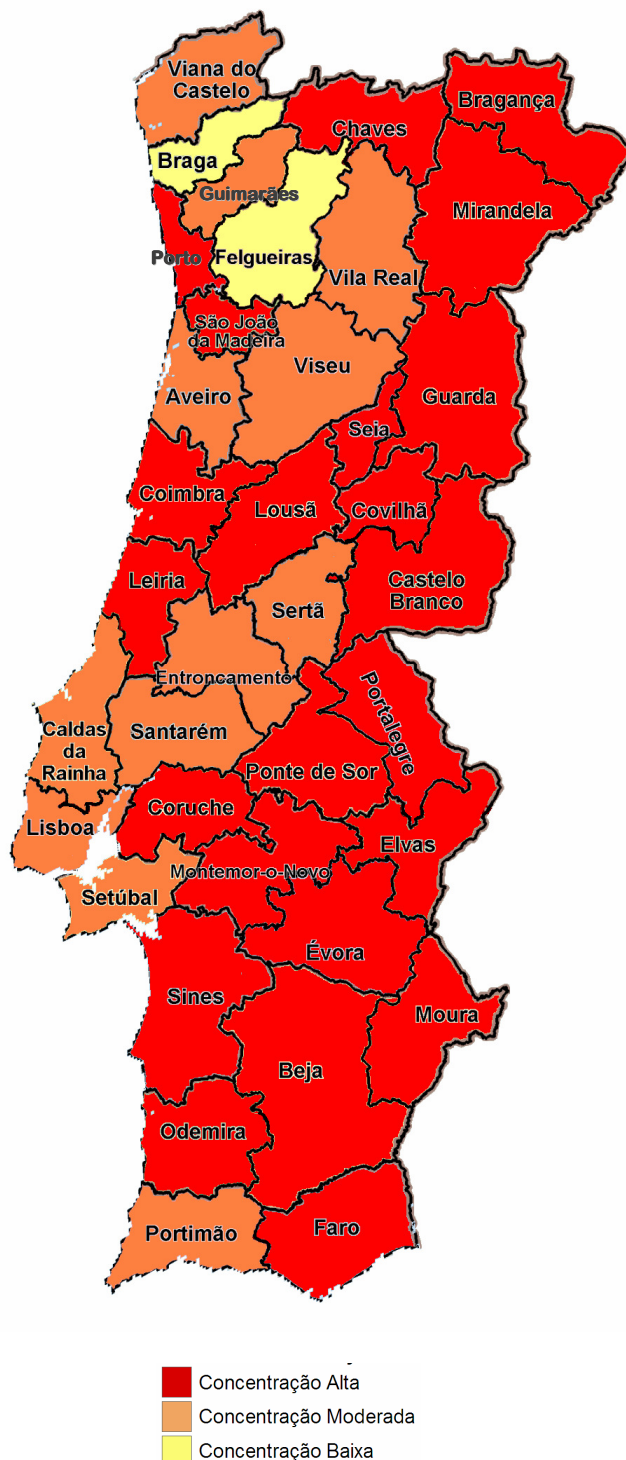 Viana do
Castelo
Bragança
Chaves
Braga
Guimarães
Mirandela
Porto
Felgueiras
Vila Real
São João
da Madeira
Viseu
Aveiro
Guarda
Seia
Coimbra
Lousã
Covilhã
Leiria
Castelo
Branco
Sertã
Entroncamento
Portalegre
Caldas
da
Rainha
Santarém
Ponte de Sor
Lisboa
Coruche
Elvas
Montemor-o-Novo
Setúbal
Évora
Sines
Moura
Beja
Odemira
Portimão
Faro
Concentração Alta
Concentração Moderada
Concentração Baixa